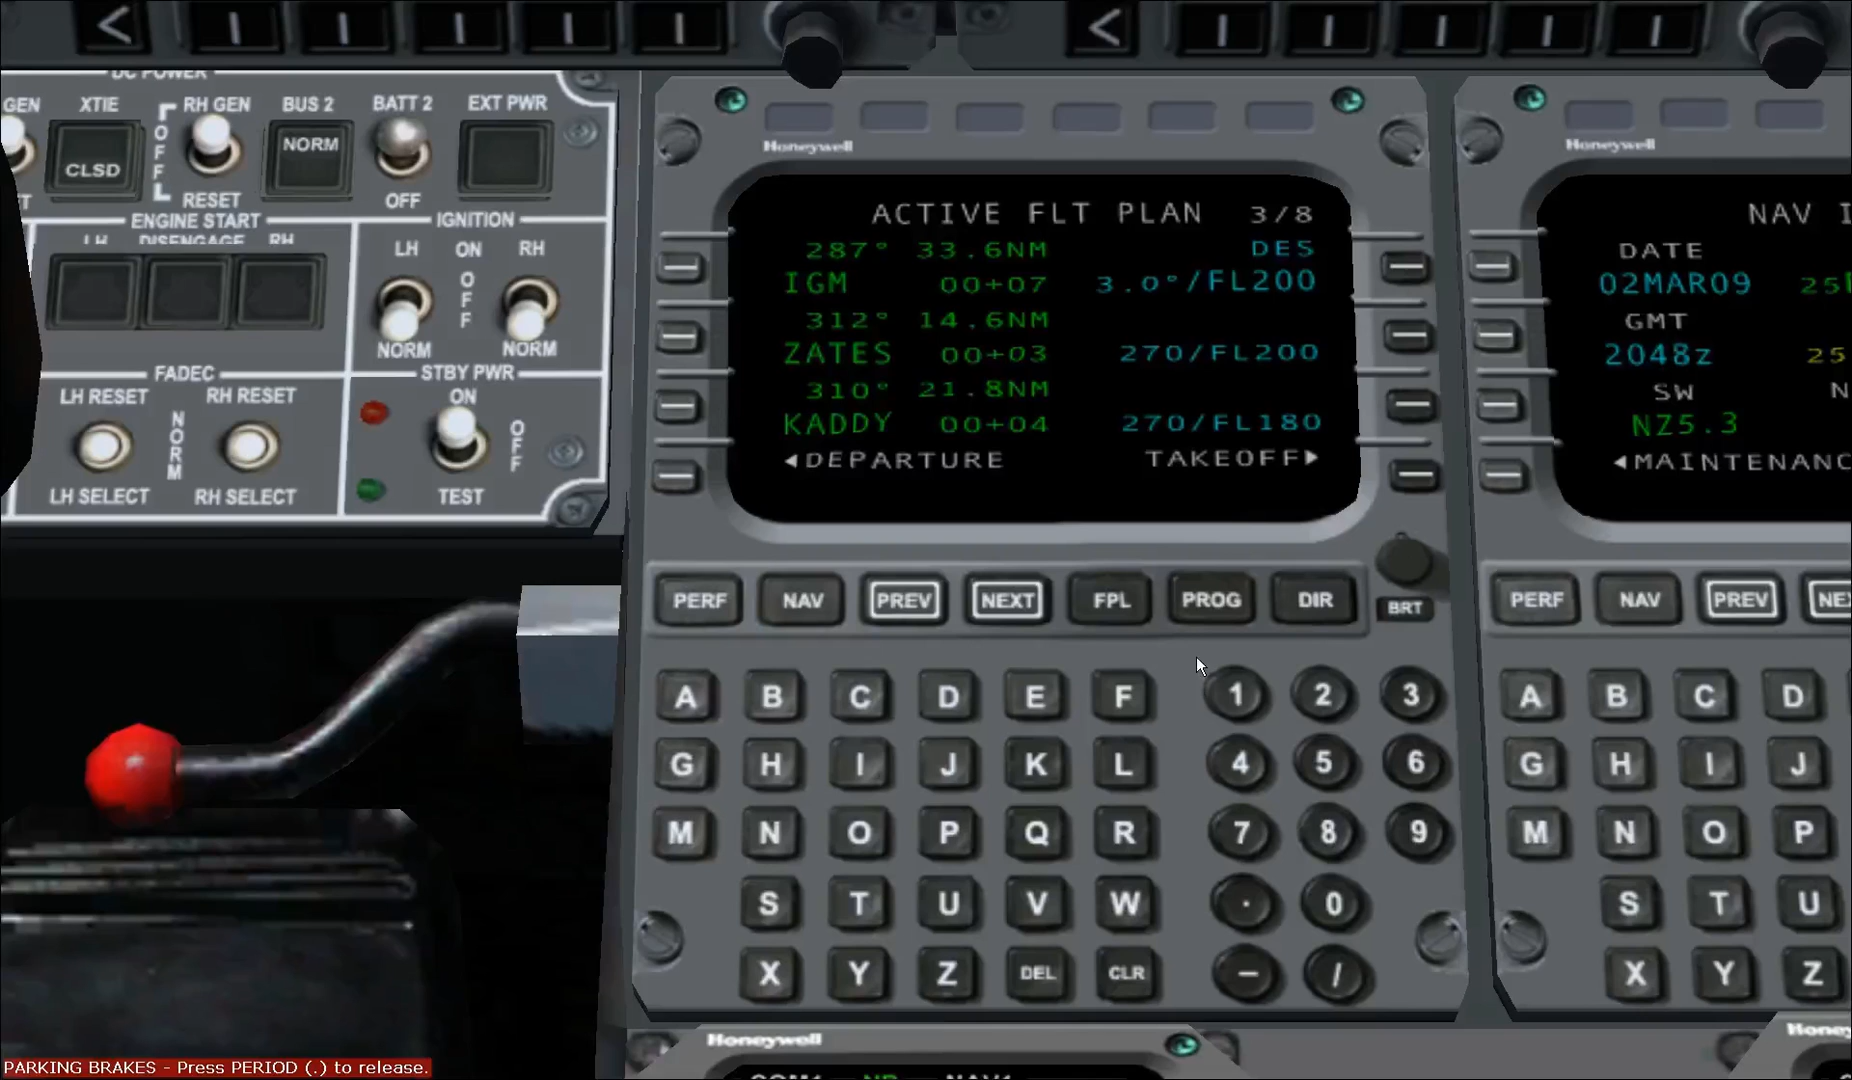 DC POWER
GEN XTIE RH GEN BUS 2 BATT 2 EXT PWR
OFF
CLSD
NORM
RESET
OFF
ENGINE START
LH DISENGAGE RH
IGNITION
LH ON RH
OFF
NORM NORM
FADEC
LH RESET RH RESET
NORM
LH SELECT RH SELECT
STBY PWR
ON
OFF
TEST
Honeywell
ACTIVE FLT PLAN 3/8
287° 33.6NM DES
IGM 00+07 3.0°/FL200
312° 14.6NM
ZATES 00+03 270/FL200
310° 21.8NM
KADDY 00+04 270/FL180
◄DEPARTURE TAKEOFF►
PERF NAV PREV NEXT FPL PROG DIR
BRT
A B C D E F 1 2 3
G H I J K L 4 5 6
M N O P Q R 7 8 9
S T U V W . 0
X Y Z DEL CLR – /
Honeywell
COM1 NAV1
Honeywell
NAV
DATE
02MAR09
GMT
2048z 25
SW
NZ5.3
◄MAINTENANC
PERF NAV PREV
A B C D
G H I J
M N O P
S T U
X Y Z
PARKING BRAKES - Press PERIOD (.) to release.